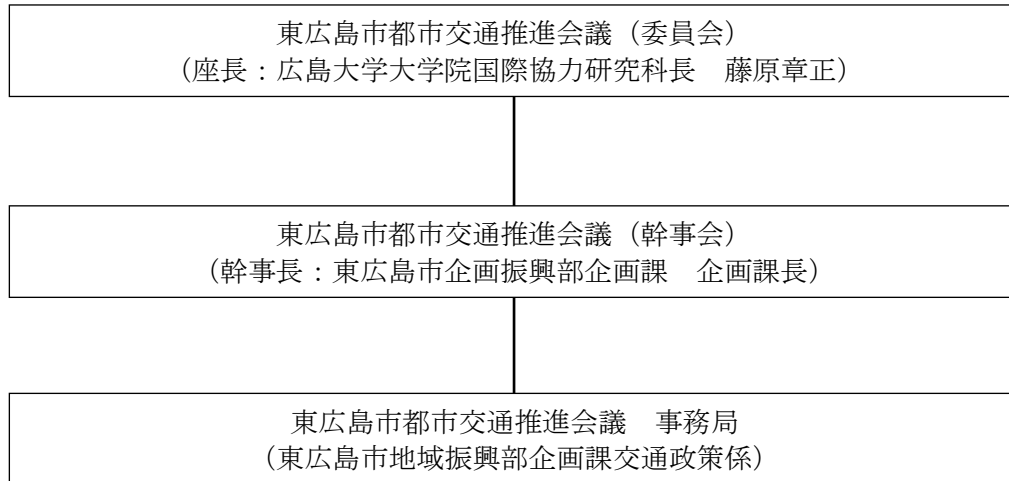 東広島市都市交通推進会議（委員会）
（座長：広島大学大学院国際協力研究科長　藤原章正）
東広島市都市交通推進会議（幹事会）
（幹事長：東広島市企画振興部企画課　企画課長）
東広島市都市交通推進会議　事務局
（東広島市地域振興部企画課交通政策係）